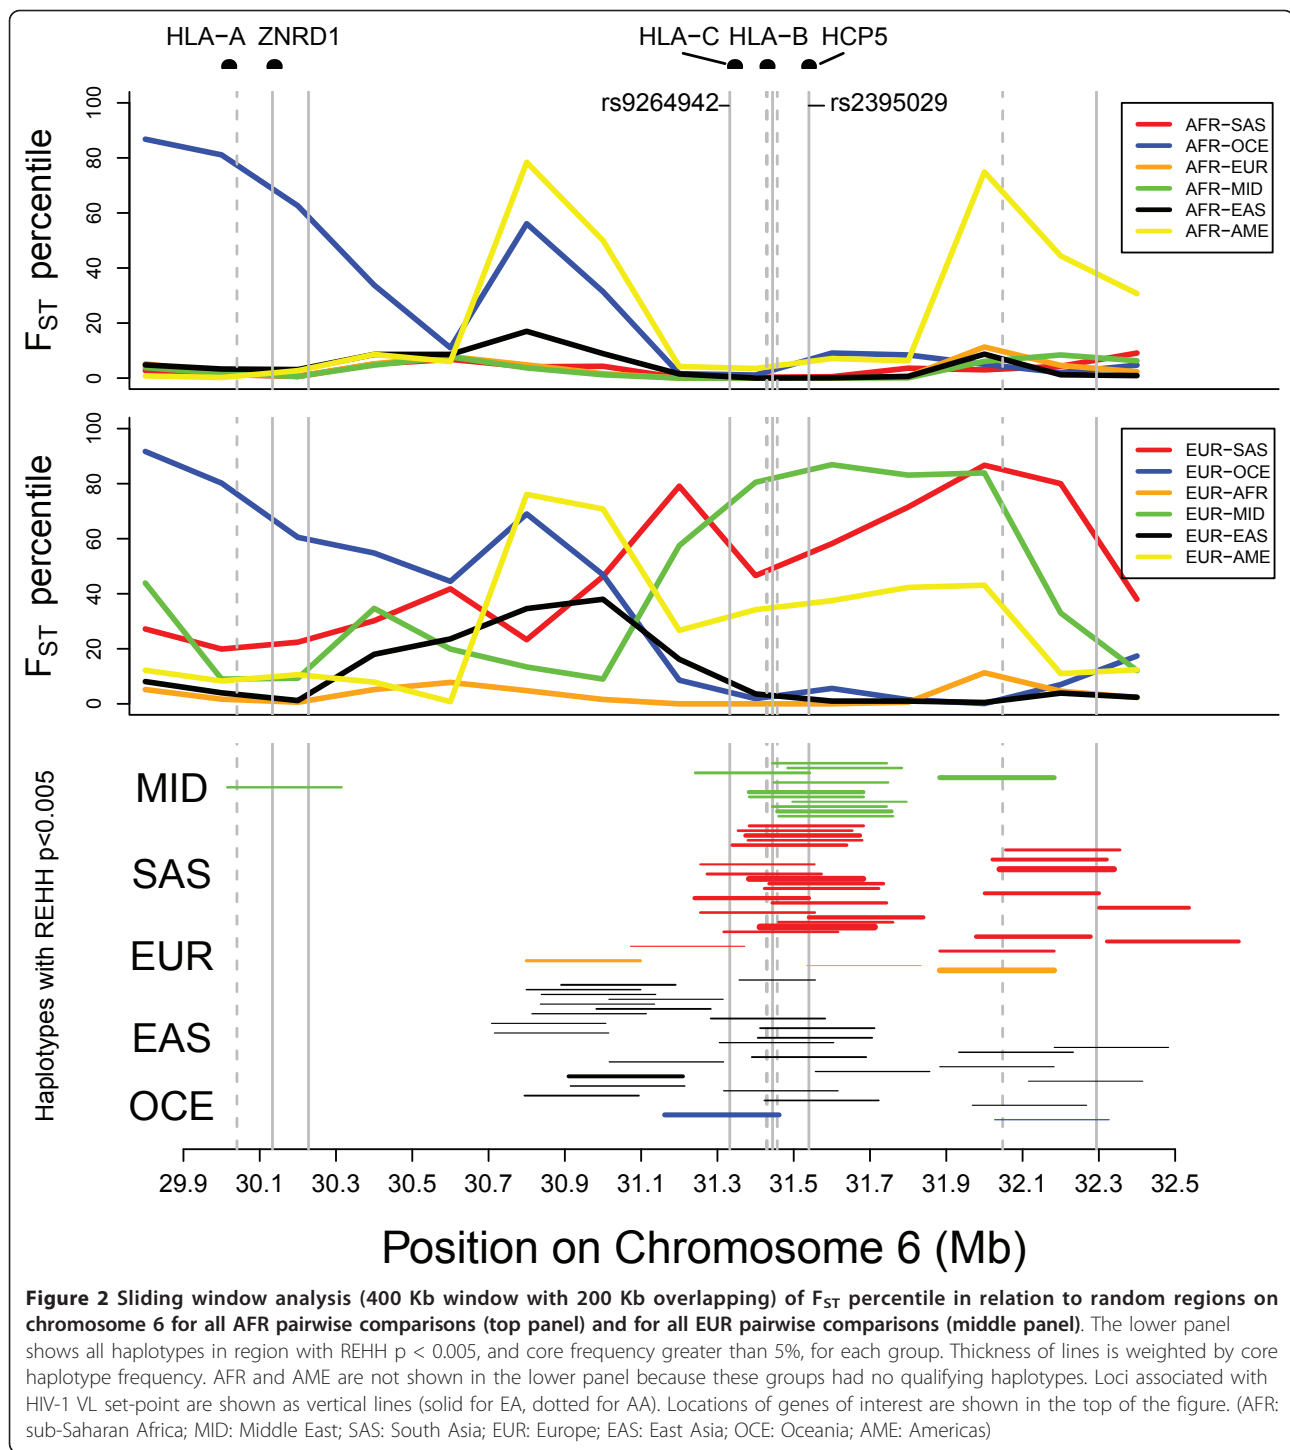 HLA−A ZNRD1 HLA−C HLA−B HCP5
rs9264942 rs2395029
FST percentile
0 20 40 60 80 100
AFR−SAS
AFR−OCE
AFR−EUR
AFR−MID
AFR−EAS
AFR−AME
FST percentile
0 20 40 60 80 100
EUR−SAS
EUR−OCE
EUR−AFR
EUR−MID
EUR−EAS
EUR−AME
Haplotypes with REHH p<0.005
MID
SAS
EUR
EAS
OCE
29.9 30.1 30.3 30.5 30.7 30.9 31.1 31.3 31.5 31.7 31.9 32.1 32.3 32.5
Position on Chromosome 6 (Mb)
Figure 2 Sliding window analysis (400 Kb window with 200 Kb overlapping) of FST percentile in relation to random regions on
chromosome 6 for all AFR pairwise comparisons (top panel) and for all EUR pairwise comparisons (middle panel). The lower panel
shows all haplotypes in region with REHH p < 0.005, and core frequency greater than 5%, for each group. Thickness of lines is weighted by core
haplotype frequency. AFR and AME are not shown in the lower panel because these groups had no qualifying haplotypes. Loci associated with
HIV-1 VL set-point are shown as vertical lines (solid for EA, dotted for AA). Locations of genes of interest are shown in the top of the figure. (AFR:
sub-Saharan Africa; MID: Middle East; SAS: South Asia; EUR: Europe; EAS: East Asia; OCE: Oceania; AME: Americas)